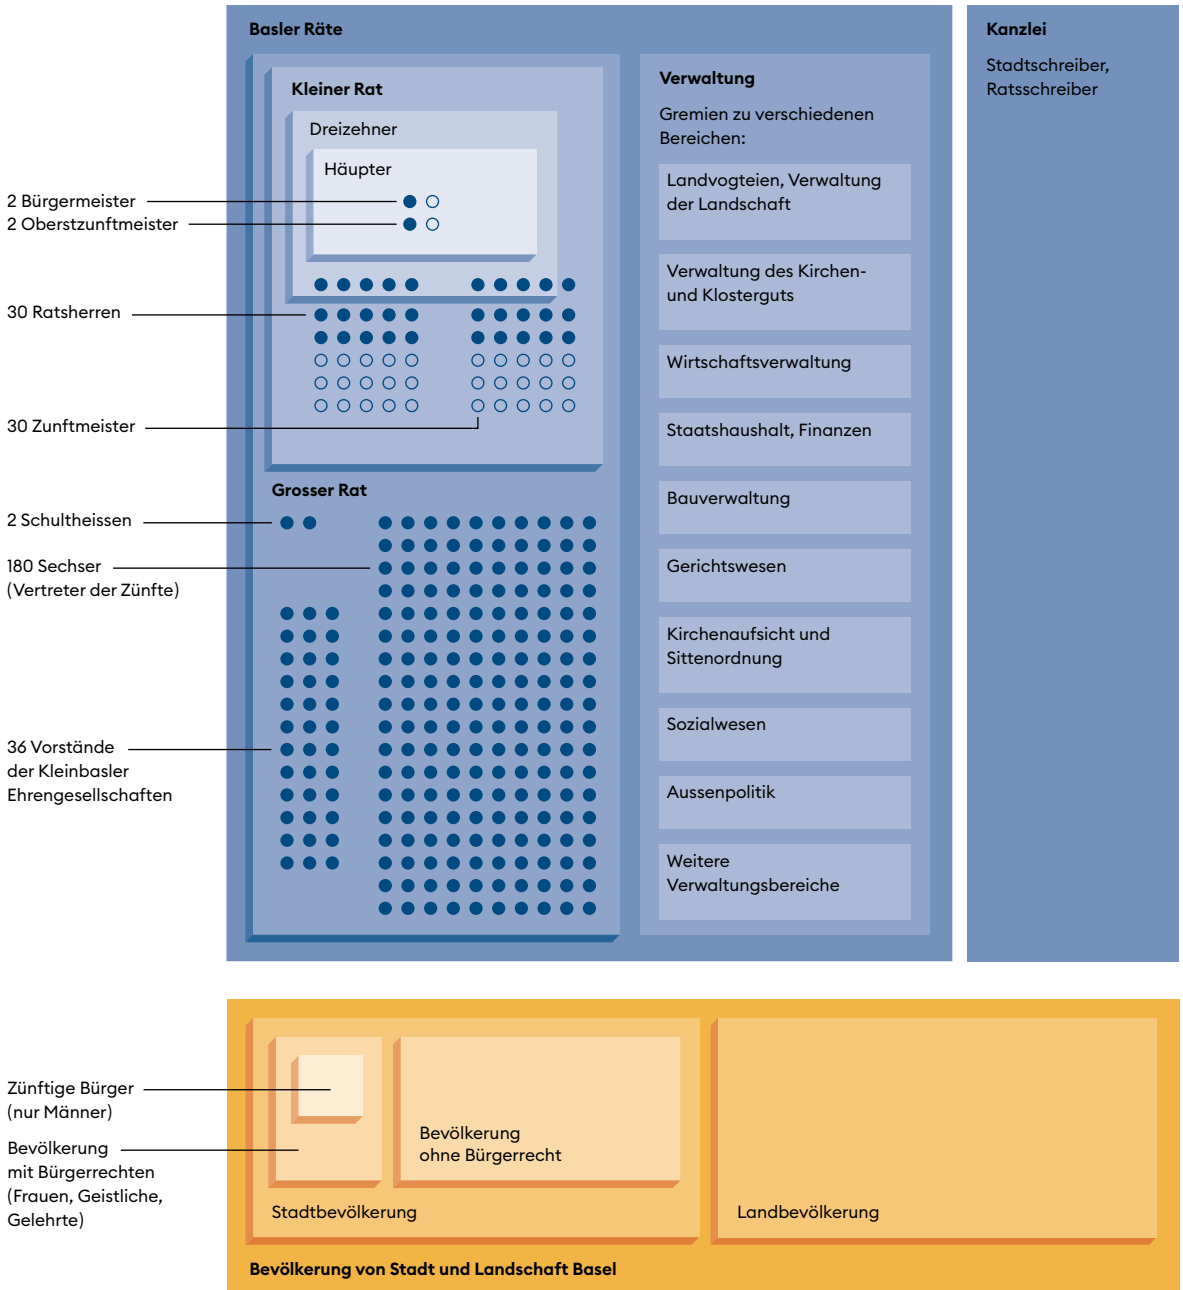 Basler Räte
Kleiner Rat
Dreizehner
Häupter
2 Bürgermeister
2 Oberstzunftmeister
30 Ratsherren
30 Zunftmeister
Grosser Rat
2 Schultheissen
180 Sechser
(Vertreter der Zünfte)
36 Vorstände
der Kleinbasler
Ehrengesellschaften
Verwaltung
Gremien zu verschiedenen
Bereichen:
Landvogteien, Verwaltung
der Landschaft
Verwaltung des Kirchen-
und Klosterguts
Wirtschaftsverwaltung
Staatshaushalt, Finanzen
Bauverwaltung
Gerichtswesen
Kirchenaufsicht und
Sittenordnung
Sozialwesen
Aussenpolitik
Weitere
Verwaltungsbereiche
Kanzlei
Stadtschreiber,
Ratsschreiber
Zünftige Bürger
(nur Männer)
Bevölkerung
mit Bürgerrechten
(Frauen, Geistliche,
Gelehrte)
Bevölkerung
ohne Bürgerrecht
Stadtbevölkerung
Landbevölkerung
Bevölkerung von Stadt und Landschaft Basel